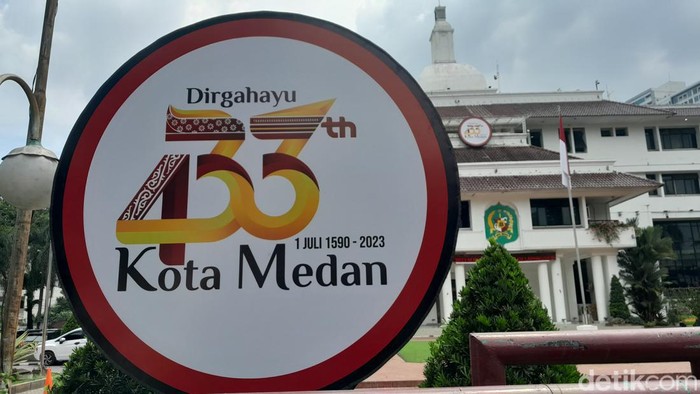 Dirgahayu
433th
1 JULI 1590 - 2023
Kota Medan
detikcom